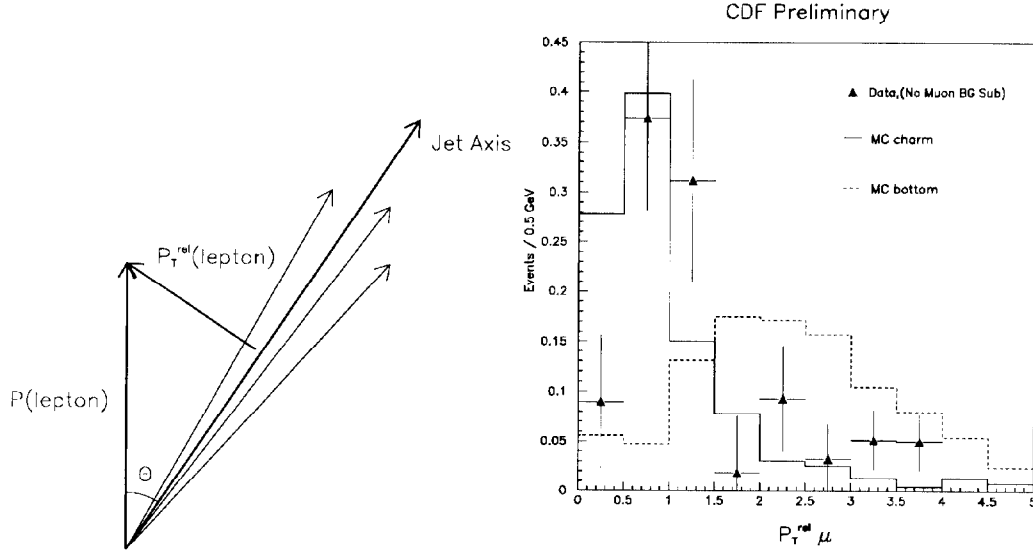 Jet Axis
P_T^rel(lepton)
P(lepton)
Θ
CDF Preliminary
Events / 0.5 GeV
0.45
0.4
0.35
0.3
0.25
0.2
0.15
0.1
0.05
0
Data,(No Muon BG Sub)
MC charm
MC bottom
0 0.5 1 1.5 2 2.5 3 3.5 4 4.5 5
P_T^rel μ